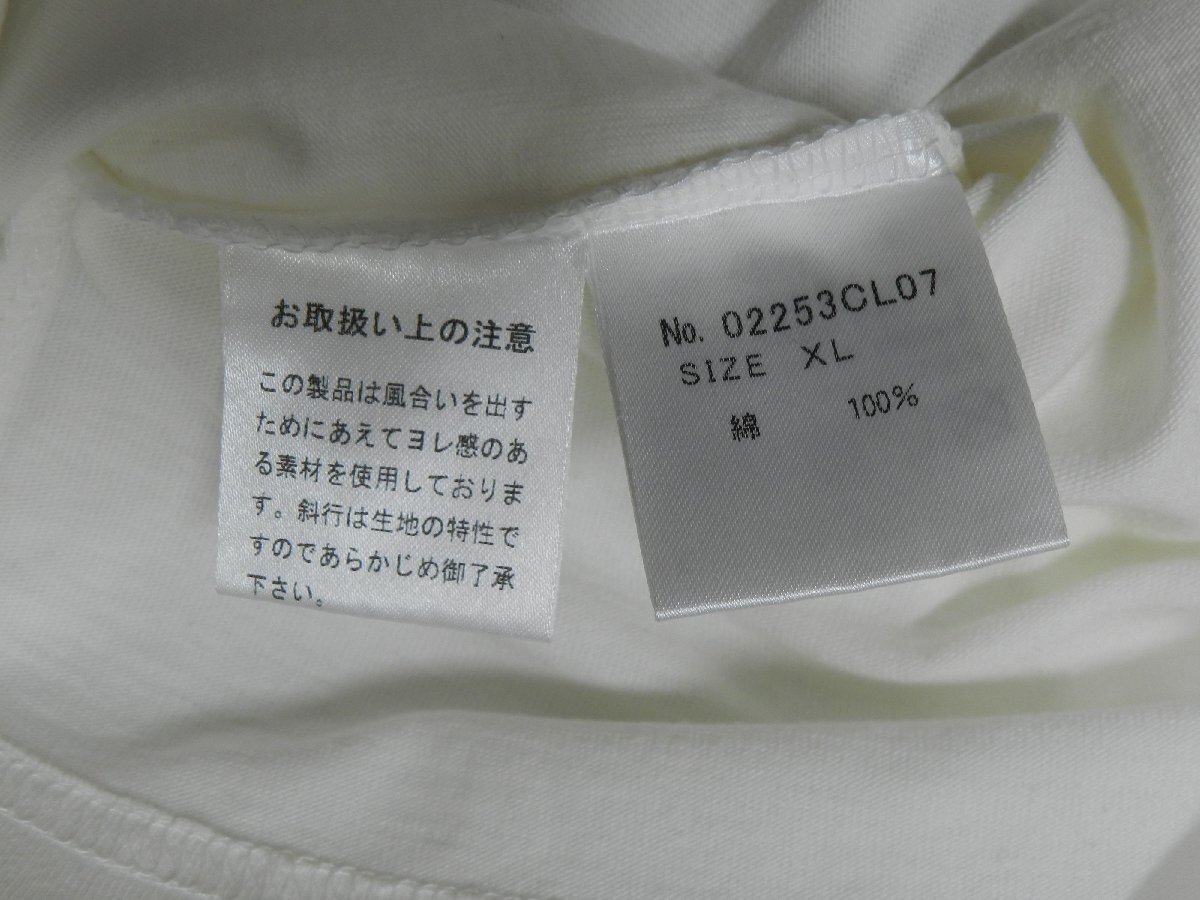 お取扱い上の注意
この製品は風合いを出す
ためにあえてヨレ感のあ
る素材を使用しておりま
す。斜行は生地の特性で
すのであらかじめ御了承
下さい。
No. 02253CL07
SIZE XL
綿 100%